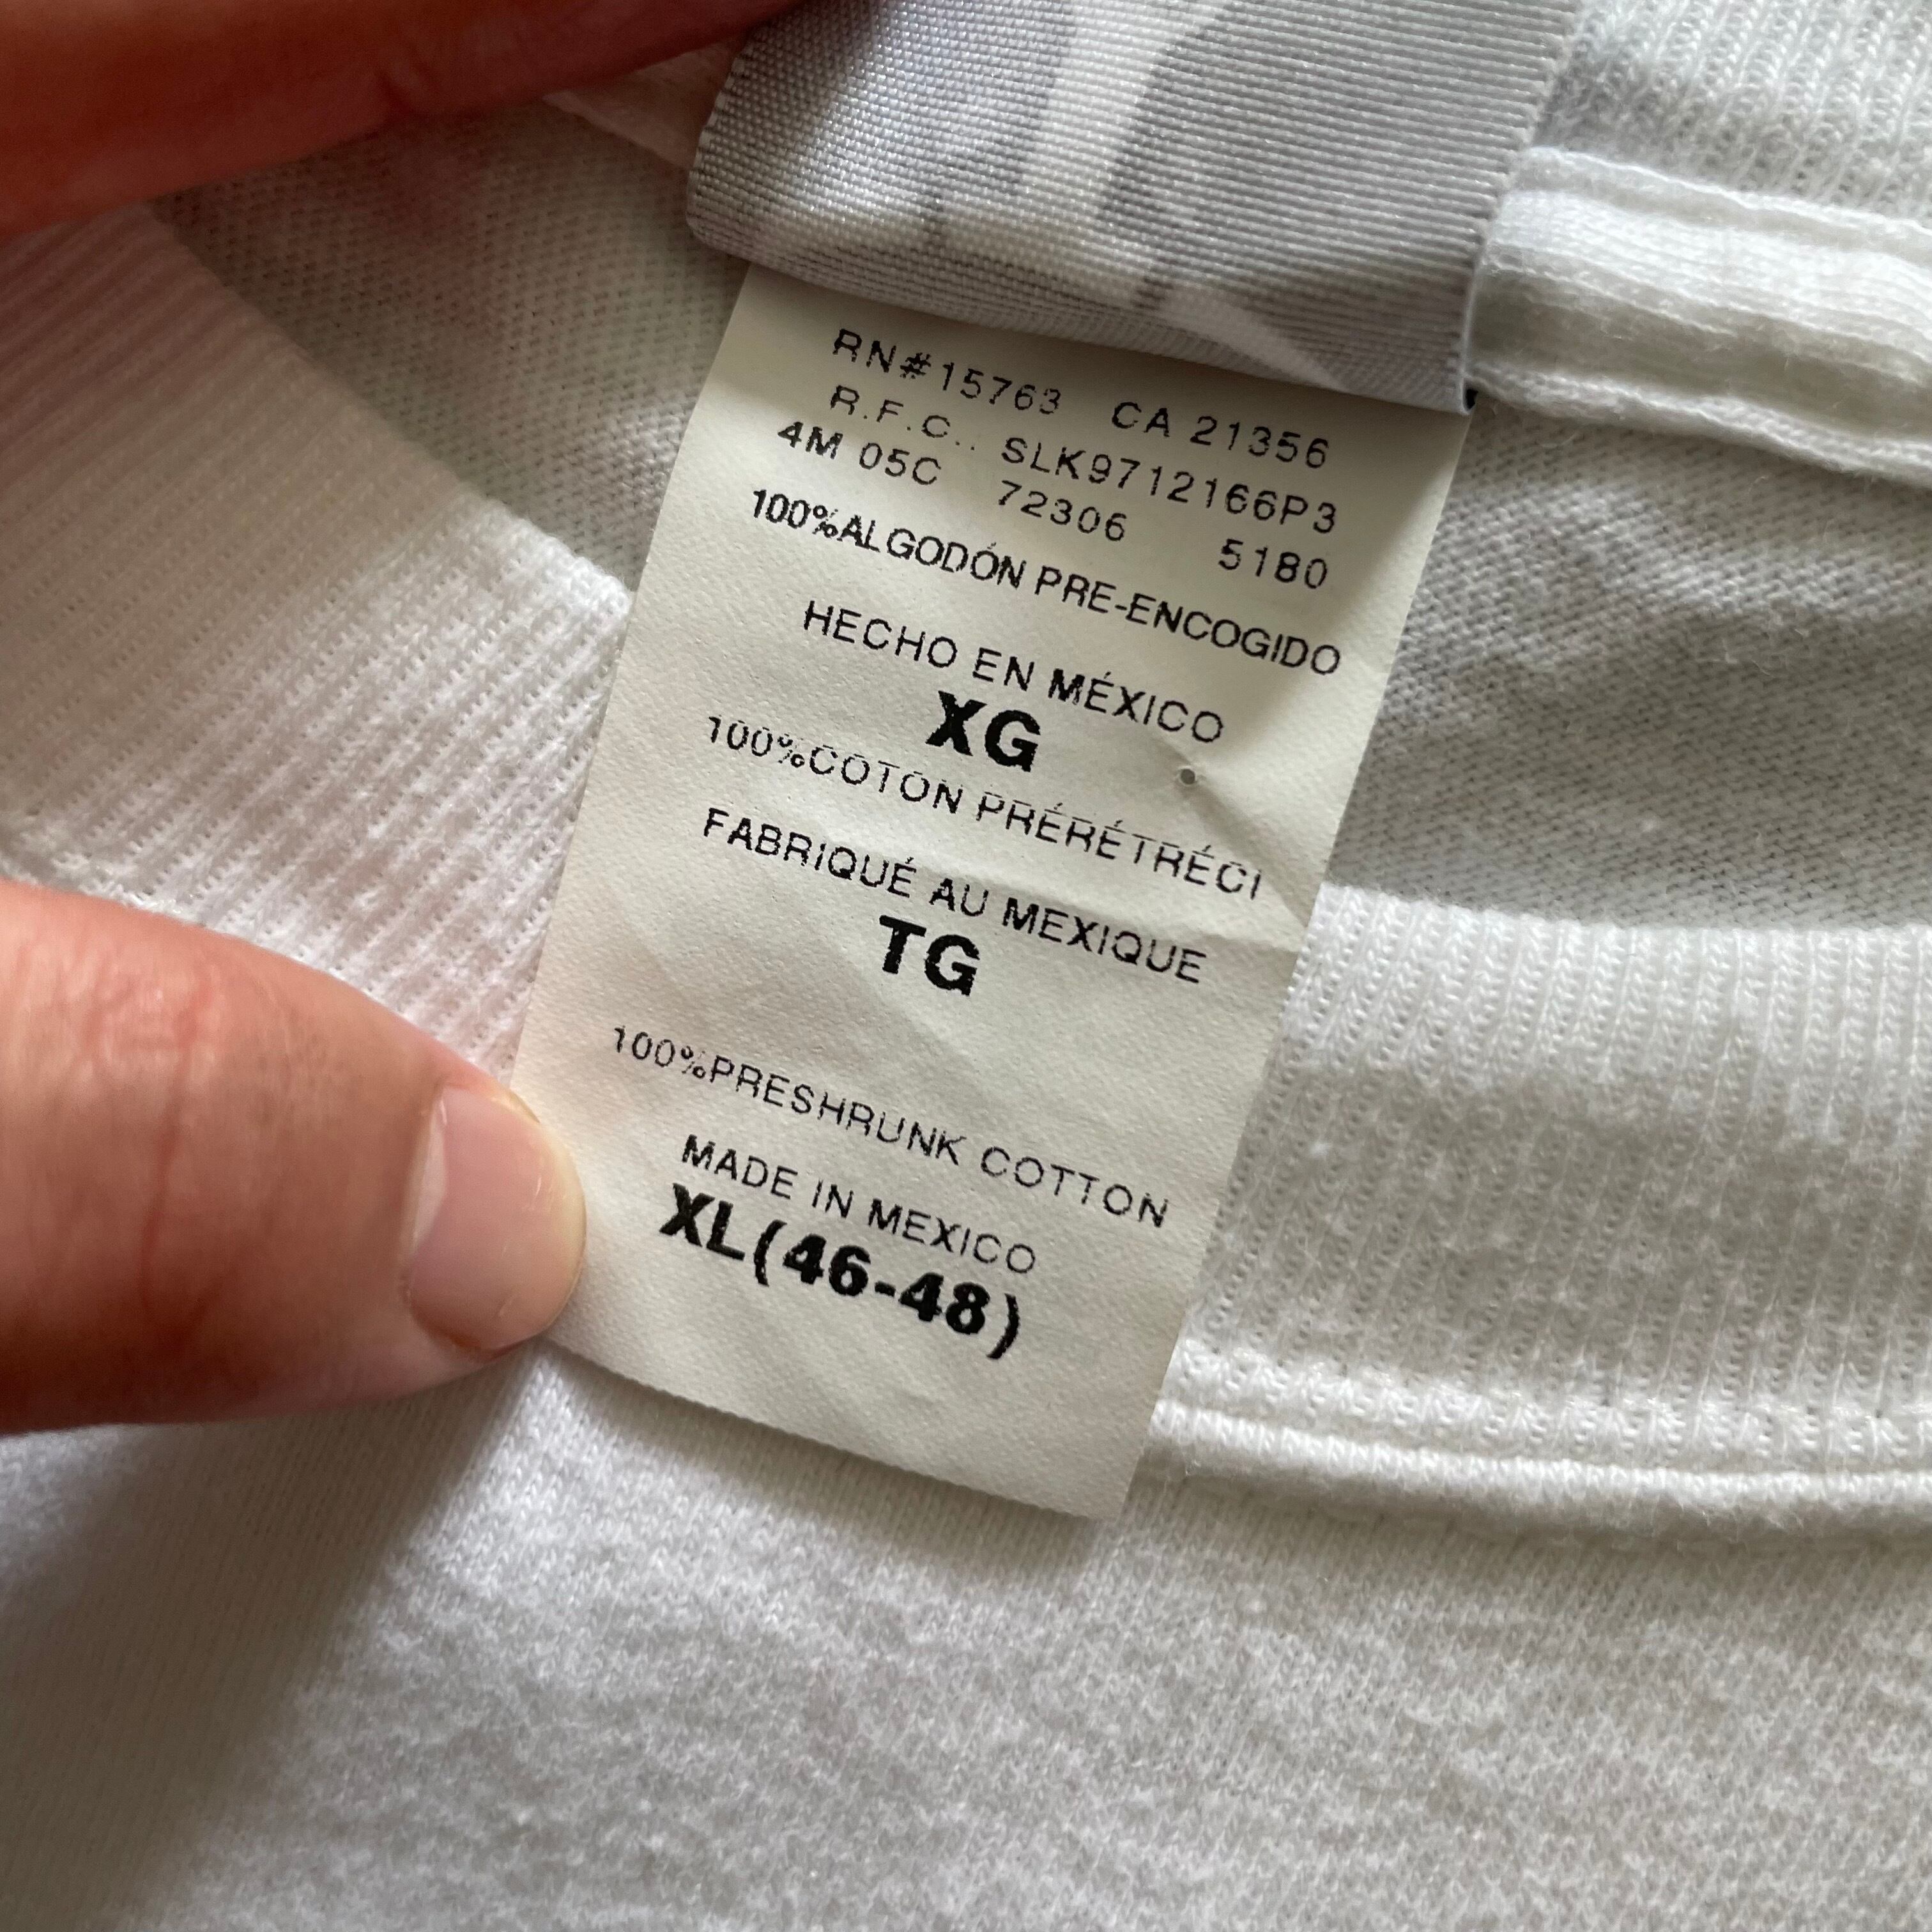 RN#15763 CA 21356
R.F.C.. SLK9712166P3
4M 05C 72306 5180
100%ALGODÓN PRE-ENCOGIDO
HECHO EN MÉXICO
XG
100%COTON PRÉRÉTRÉCI
FABRIQUÉ AU MEXIQUE
TG
100%PRESHRUNK COTTON
MADE IN MEXICO
XL(46-48)